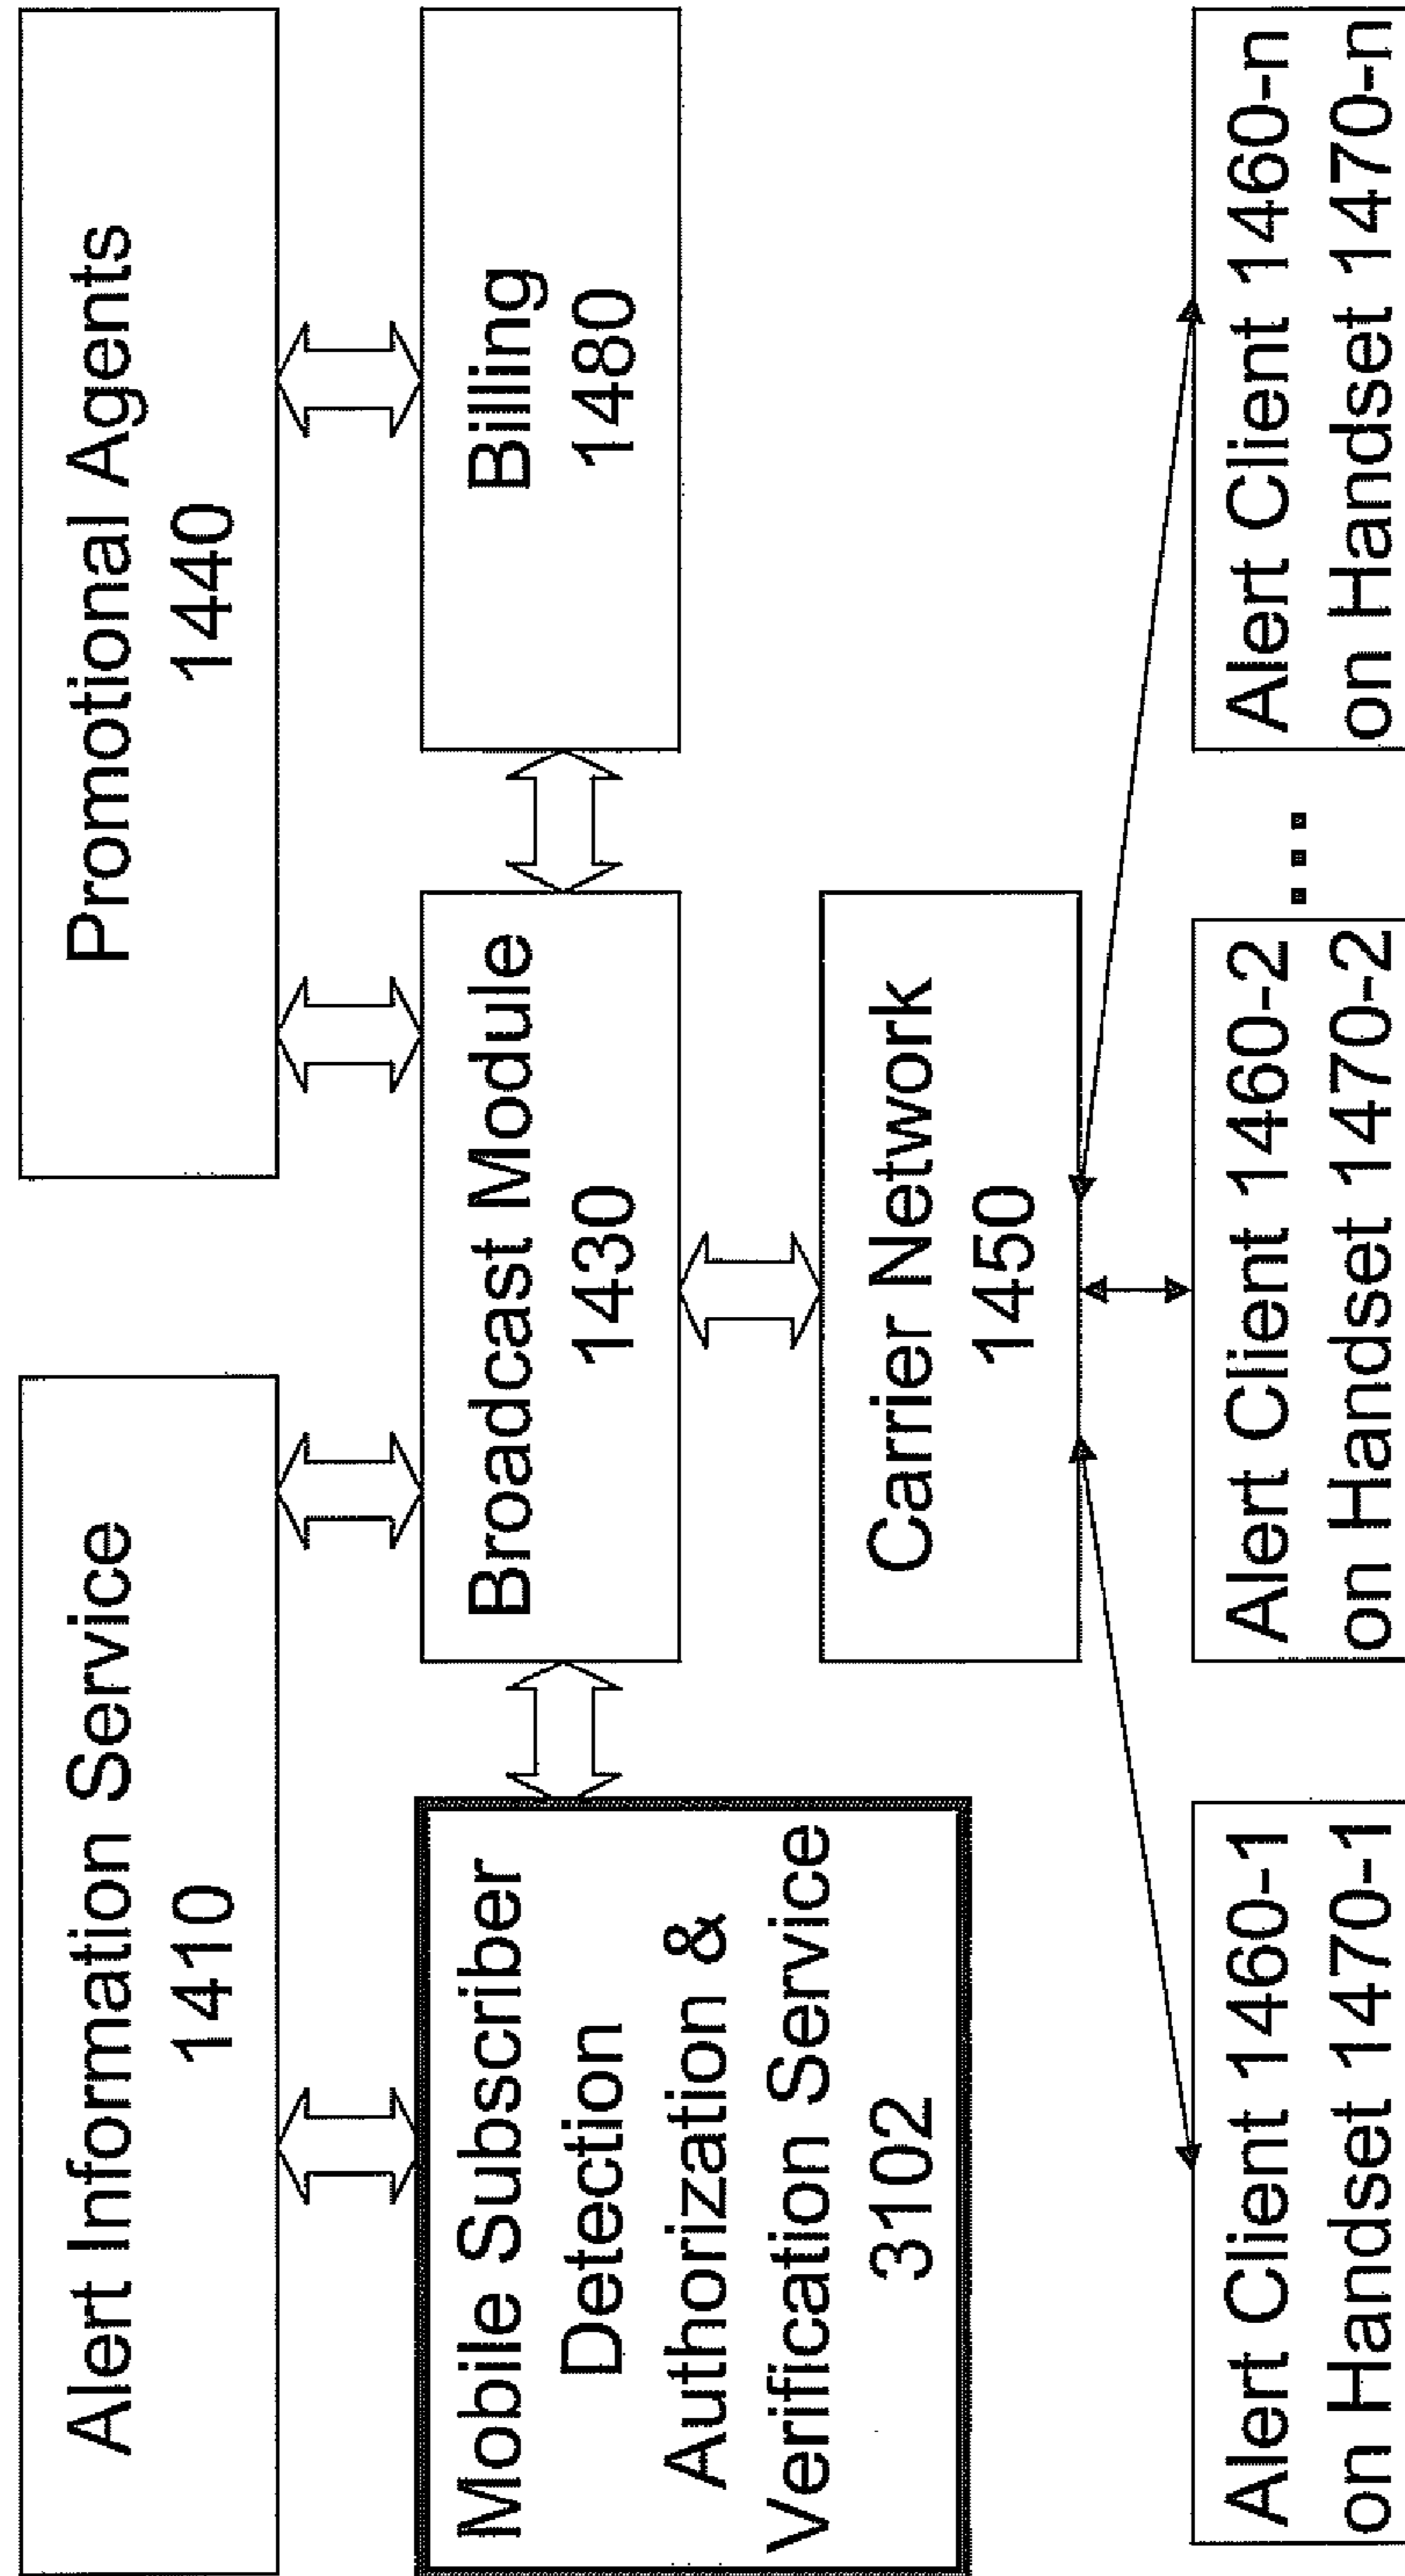 Alert Information Service
1410
Promotional Agents
1440
Mobile Subscriber
Detection
Authorization &
Verification Service
3102
Broadcast Module
1430
Billing
1480
Carrier Network
1450
Alert Client 1460-1
on Handset 1470-1
Alert Client 1460-2
on Handset 1470-2
...
Alert Client 1460-n
on Handset 1470-n